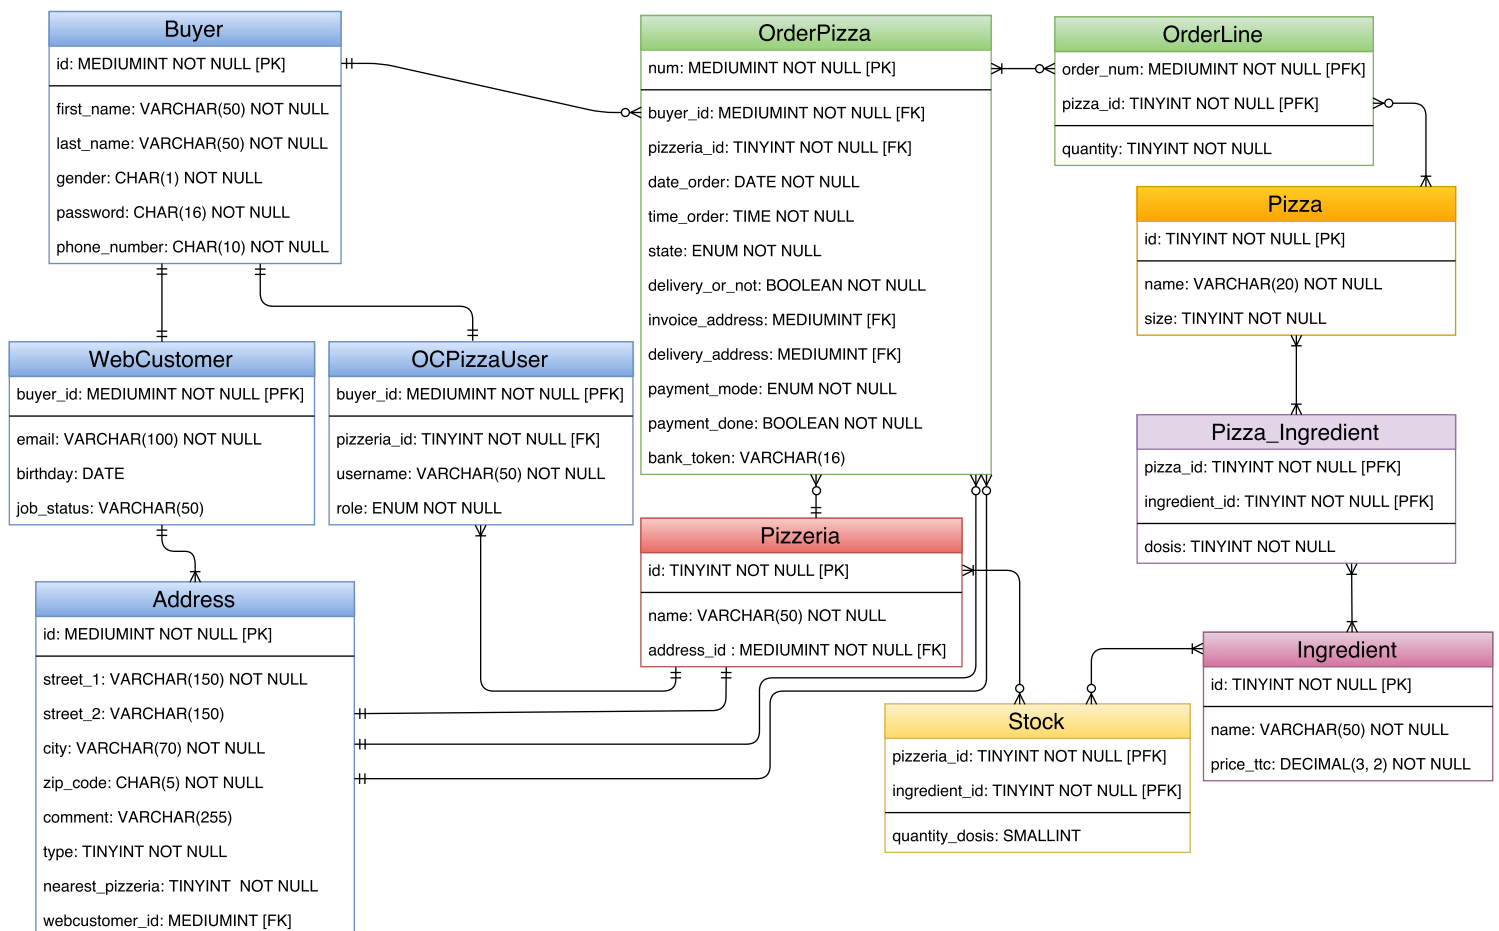 Buyer
id: MEDIUMINT NOT NULL [PK]
first_name: VARCHAR(50) NOT NULL
last_name: VARCHAR(50) NOT NULL
gender: CHAR(1) NOT NULL
password: CHAR(16) NOT NULL
phone_number: CHAR(10) NOT NULL
OrderPizza
num: MEDIUMINT NOT NULL [PK]
buyer_id: MEDIUMINT NOT NULL [FK]
pizzeria_id: TINYINT NOT NULL [FK]
date_order: DATE NOT NULL
time_order: TIME NOT NULL
state: ENUM NOT NULL
delivery_or_not: BOOLEAN NOT NULL
invoice_address: MEDIUMINT [FK]
delivery_address: MEDIUMINT [FK]
payment_mode: ENUM NOT NULL
payment_done: BOOLEAN NOT NULL
bank_token: VARCHAR(16)
OrderLine
order_num: MEDIUMINT NOT NULL [PFK]
pizza_id: TINYINT NOT NULL [PFK]
quantity: TINYINT NOT NULL
Pizza
id: TINYINT NOT NULL [PK]
name: VARCHAR(20) NOT NULL
size: TINYINT NOT NULL
WebCustomer
buyer_id: MEDIUMINT NOT NULL [PFK]
email: VARCHAR(100) NOT NULL
birthday: DATE
job_status: VARCHAR(50)
OCPizzaUser
buyer_id: MEDIUMINT NOT NULL [PFK]
pizzeria_id: TINYINT NOT NULL [FK]
username: VARCHAR(50) NOT NULL
role: ENUM NOT NULL
Pizza_Ingredient
pizza_id: TINYINT NOT NULL [PFK]
ingredient_id: TINYINT NOT NULL [PFK]
dosis: TINYINT NOT NULL
Pizzeria
id: TINYINT NOT NULL [PK]
name: VARCHAR(50) NOT NULL
address_id : MEDIUMINT NOT NULL [FK]
Address
id: MEDIUMINT NOT NULL [PK]
street_1: VARCHAR(150) NOT NULL
street_2: VARCHAR(150)
city: VARCHAR(70) NOT NULL
zip_code: CHAR(5) NOT NULL
comment: VARCHAR(255)
type: TINYINT NOT NULL
nearest_pizzeria: TINYINT  NOT NULL
webcustomer_id: MEDIUMINT [FK]
Stock
pizzeria_id: TINYINT NOT NULL [PFK]
ingredient_id: TINYINT NOT NULL [PFK]
quantity_dosis: SMALLINT
Ingredient
id: TINYINT NOT NULL [PK]
name: VARCHAR(50) NOT NULL
price_ttc: DECIMAL(3, 2) NOT NULL